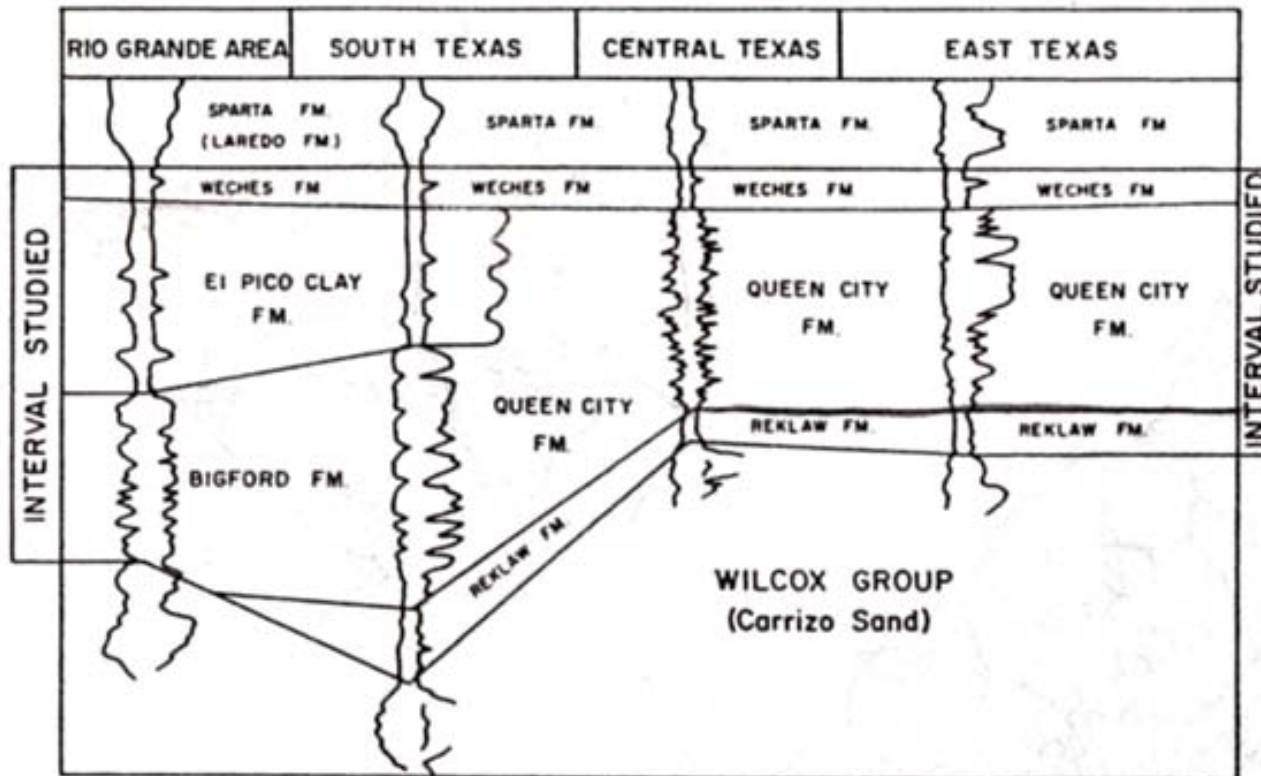 RIO GRANDE AREA
SOUTH TEXAS
CENTRAL TEXAS
EAST TEXAS
SPARTA FM.
(LAREDO FM.)
SPARTA FM.
SPARTA FM.
SPARTA FM
WECHES FM
WECHES FM
WECHES FM.
WECHES FM.
INTERVAL STUDIED
El PICO CLAY
FM.
QUEEN CITY
FM.
QUEEN CITY
FM.
INTERVAL STUDIED
QUEEN CITY
FM.
REKLAW FM.
REKLAW FM.
BIGFORD FM.
REKLAW FM.
WILCOX GROUP
(Carrizo Sand)